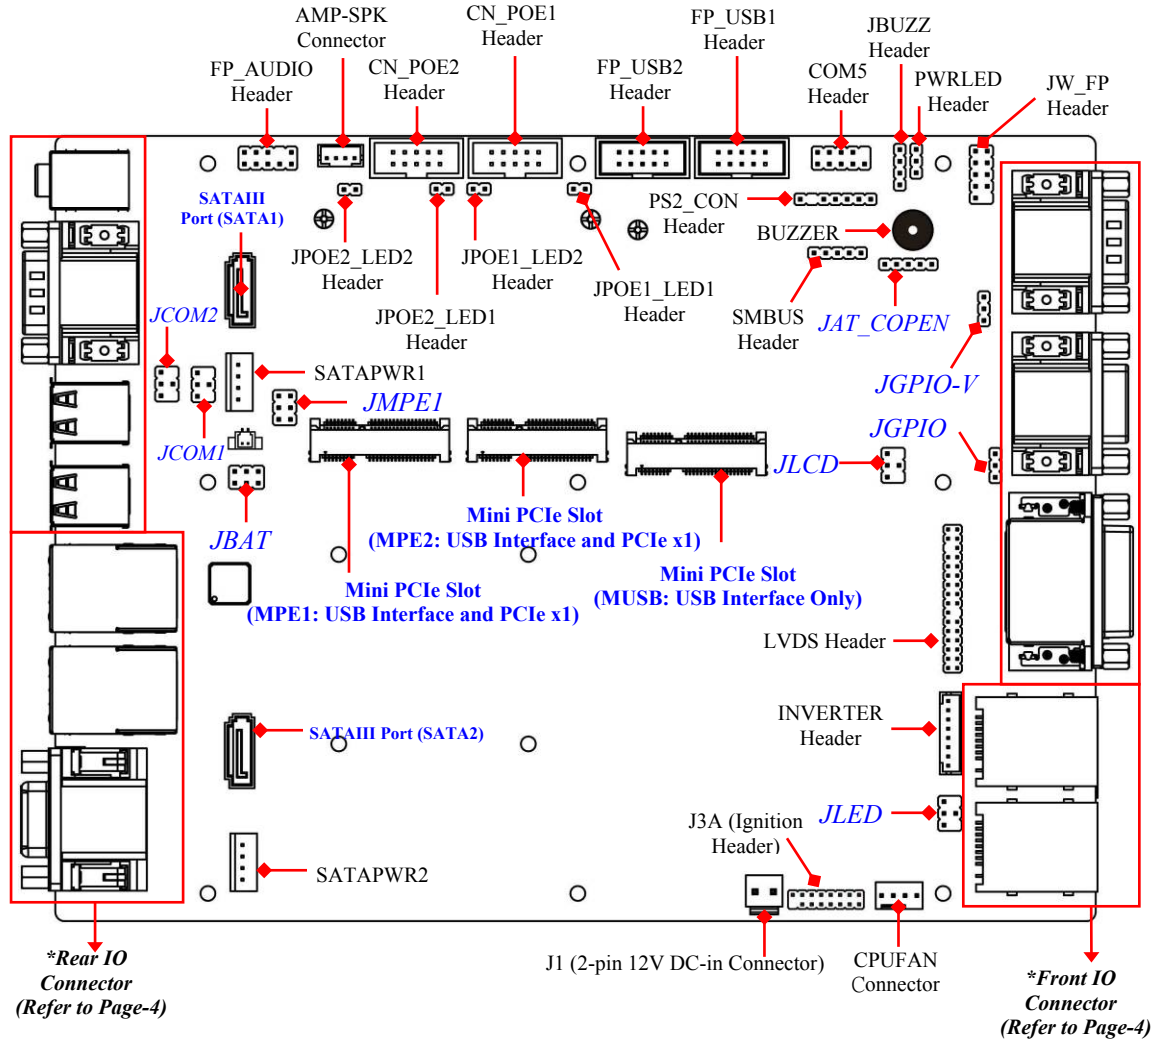 AMP-SPK
Connector
CN_POE1
Header
FP_USB1
Header
JBUZZ
Header
FP_AUDIO
Header
CN_POE2
Header
FP_USB2
Header
COM5
Header
PWRLED
Header
JW_FP
Header
SATAIII
Port (SATA1)
PS2_CON
Header
BUZZER
JPOE2_LED2
Header
JPOE1_LED2
Header
JPOE1_LED1
Header
JPOE2_LED1
Header
SMBUS
Header
JAT_COPEN
JCOM2
SATAPWR1
JMPE1
JGPIO-V
JGPIO
JCOM1
JLCD
JBAT
Mini PCIe Slot
(MPE2: USB Interface and PCIe x1)
Mini PCIe Slot
(MPE1: USB Interface and PCIe x1)
Mini PCIe Slot
(MUSB: USB Interface Only)
LVDS Header
INVERTER
Header
SATAIII Port (SATA2)
JLED
J3A (Ignition
Header)
SATAPWR2
J1 (2-pin 12V DC-in Connector)
CPUFAN
Connector
*Rear IO
Connector
(Refer to Page-4)
*Front IO
Connector
(Refer to Page-4)